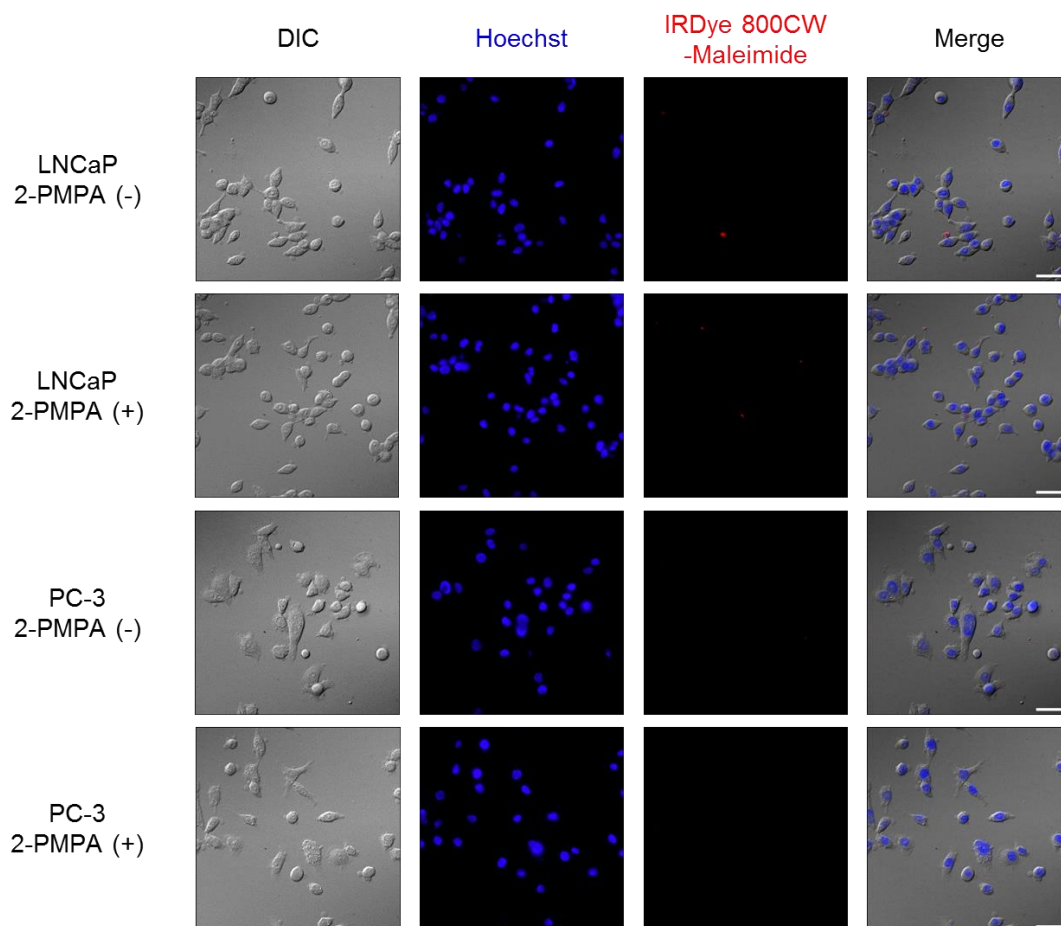 DIC
Hoechst
IRDye 800CW
-Maleimide
Merge
LNCaP
2-PMPA (-)
LNCaP
2-PMPA (+)
PC-3
2-PMPA (-)
PC-3
2-PMPA (+)